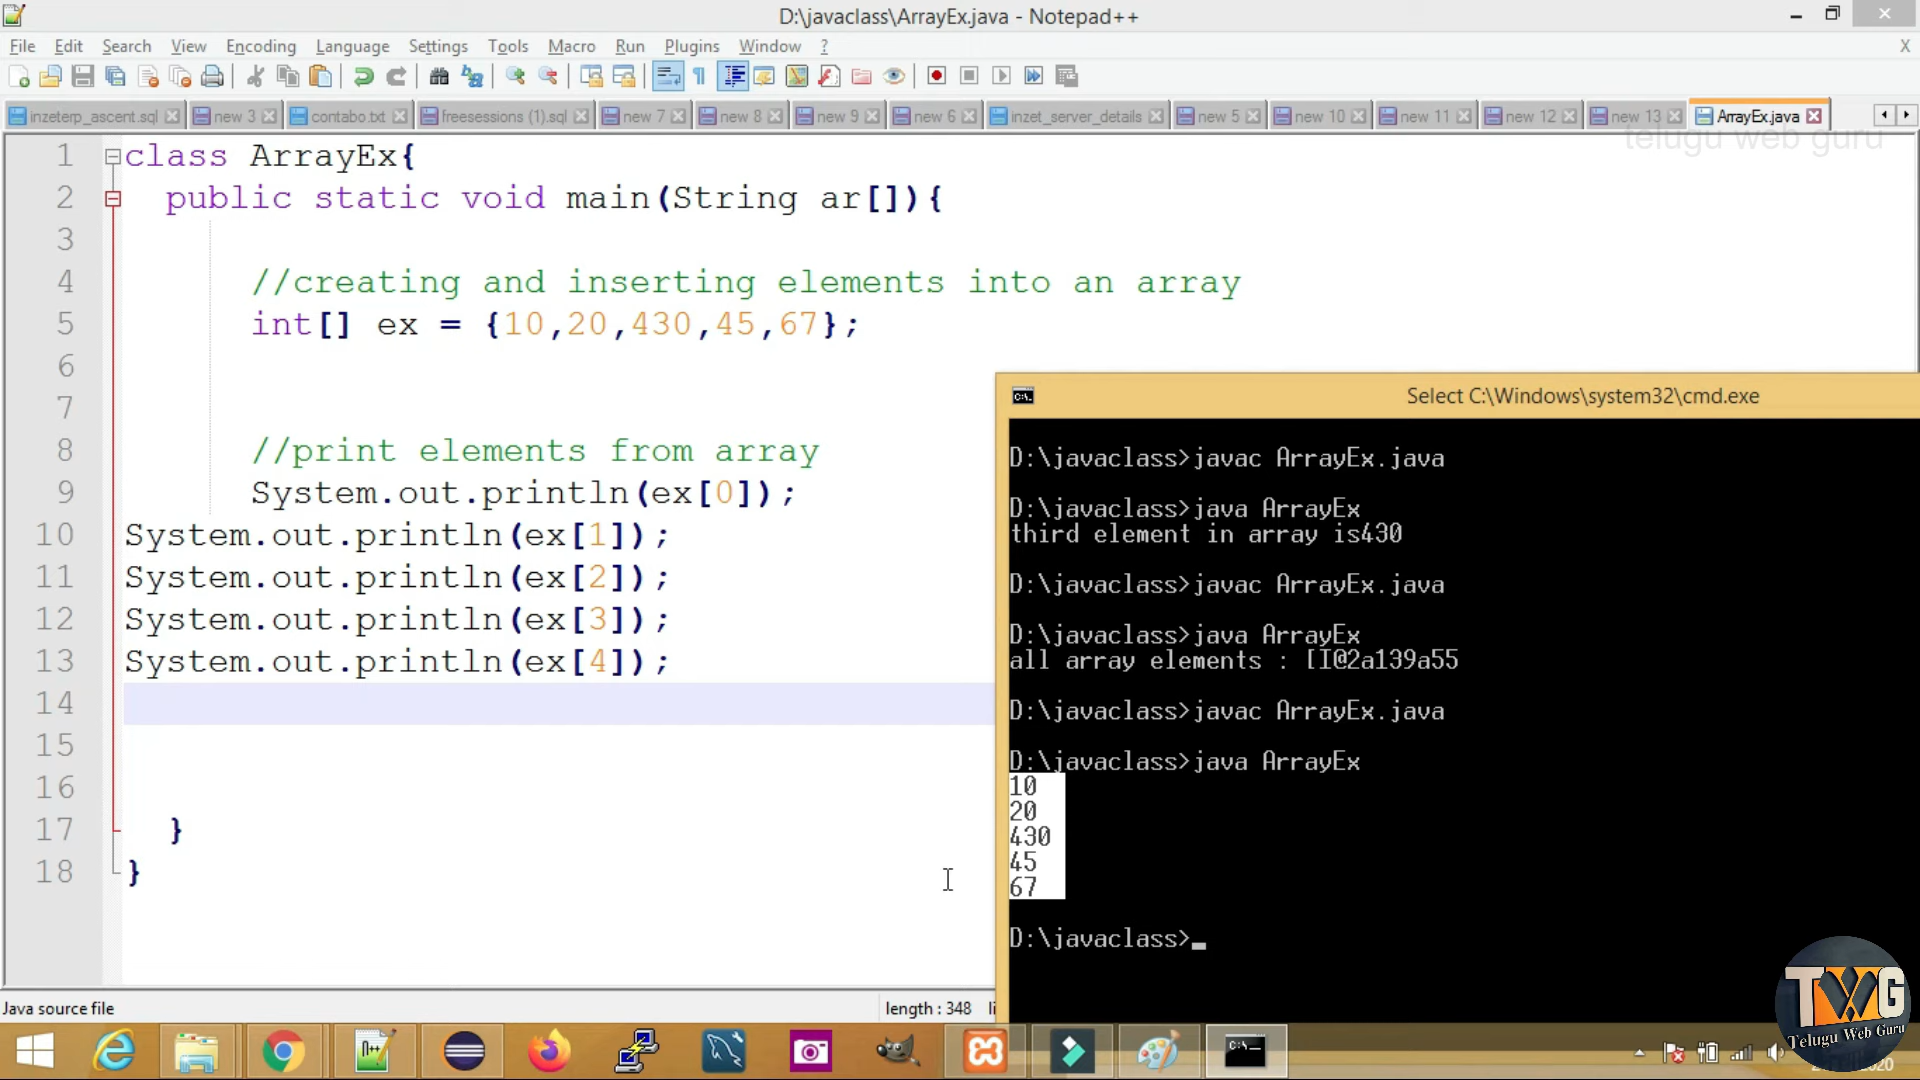 D:\javaclass\ArrayEx.java - Notepad++
File Edit Search View Encoding Language Settings Tools Macro Run Plugins Window ? X
inzeterp_ascent.sql new 3 contabo.txt freesessions (1).sql new 7 new 8 new 9 new 6 inzet_server_details new 5 new 10 new 11 new 12 new 13 ArrayEx.java
telugu web guru
1 class ArrayEx{
2 public static void main(String ar[]){
3
4 //creating and inserting elements into an array
5 int[] ex = {10,20,430,45,67};
6
7
8 //print elements from array
9 System.out.println(ex[0]);
10 System.out.println(ex[1]);
11 System.out.println(ex[2]);
12 System.out.println(ex[3]);
13 System.out.println(ex[4]);
14
15
16
17 }
18 }
Select C:\Windows\system32\cmd.exe
D:\javaclass>javac ArrayEx.java
D:\javaclass>java ArrayEx
third element in array is430
D:\javaclass>javac ArrayEx.java
D:\javaclass>java ArrayEx
all array elements : [I@2a139a55
D:\javaclass>javac ArrayEx.java
D:\javaclass>java ArrayEx
10
20
430
45
67
D:\javaclass>
Java source file length : 348
TWG
Telugu Web Guru